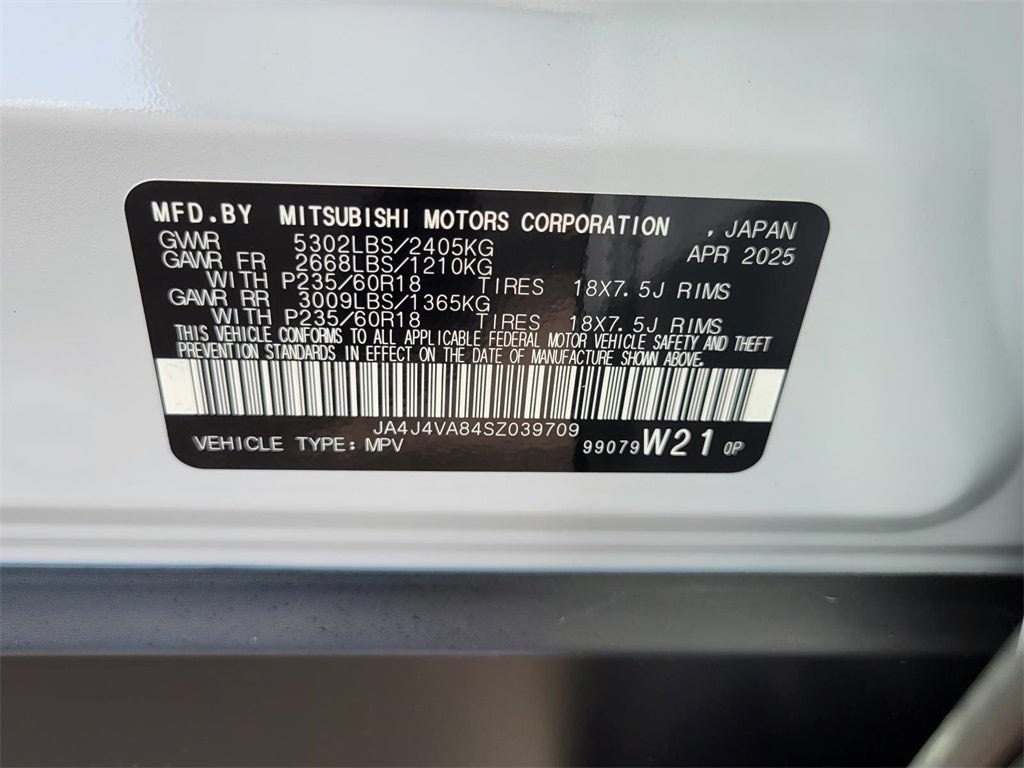 MFD.BY MITSUBISHI MOTORS CORPORATION , JAPAN
GVWR 5302LBS/2405KG APR 2025
GAWR FR 2668LBS/1210KG
WITH P235/60R18 TIRES 18X7.5J RIMS
GAWR RR 3009LBS/1365KG
WITH P235/60R18 TIRES 18X7.5J RIMS
THIS VEHICLE CONFORMS TO ALL APPLICABLE FEDERAL MOTOR VEHICLE SAFETY AND THEFT
PREVENTION STANDARDS IN EFFECT ON THE DATE OF MANUFACTURE SHOWN ABOVE.
JA4J4VA84SZ039709
VEHICLE TYPE: MPV 99079 W21 0P